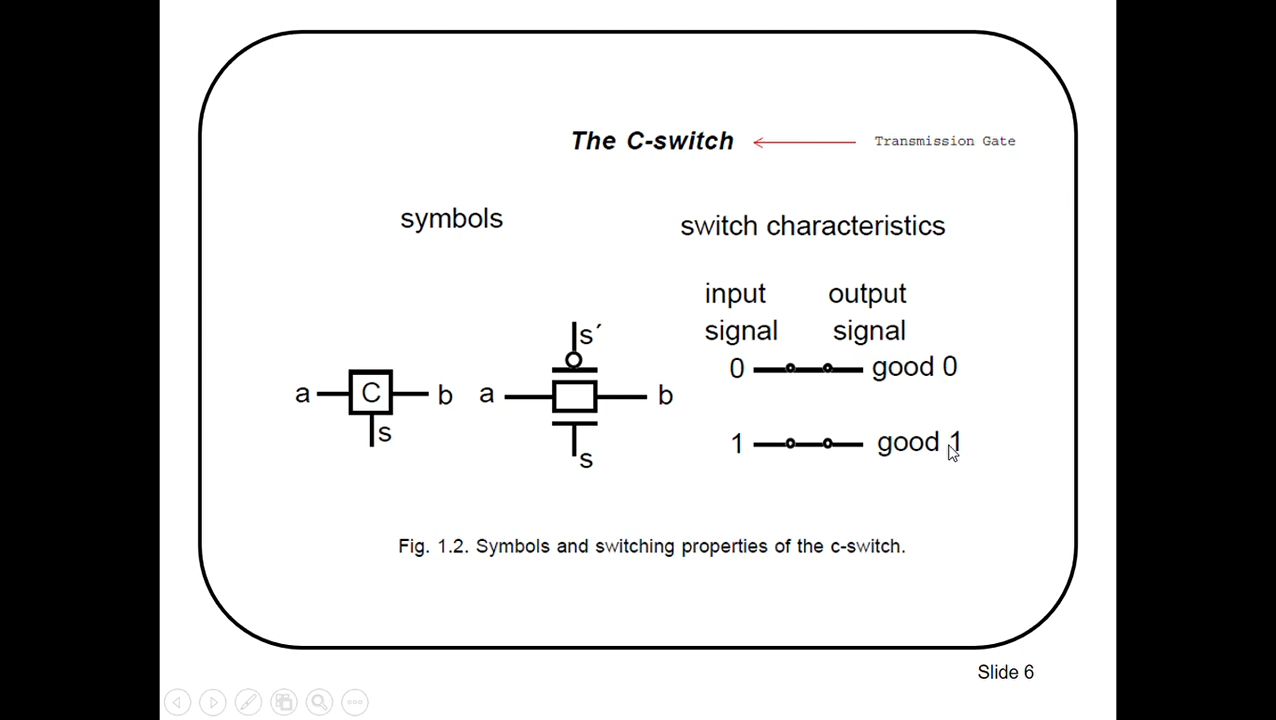 The C-switch
Transmission Gate
symbols
switch characteristics
input output
signal signal
0 good 0
1 good 1
s´
a C b
s
a b
s
Fig. 1.2. Symbols and switching properties of the c-switch.
Slide 6